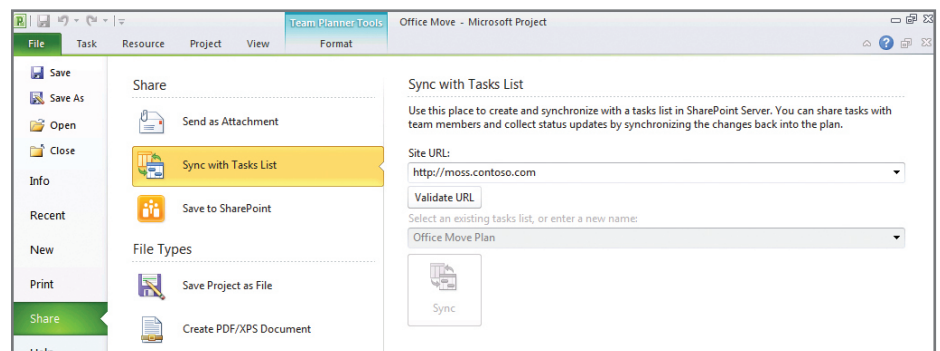 Team Planner Tools
Office Move - Microsoft Project
File Task Resource Project View Format
Save
Save As
Open
Close
Info
Recent
New
Print
Share
Help
Share
Send as Attachment
Sync with Tasks List
Save to SharePoint
File Types
Save Project as File
Create PDF/XPS Document
Sync with Tasks List
Use this place to create and synchronize with a tasks list in SharePoint Server. You can share tasks with
team members and collect status updates by synchronizing the changes back into the plan.
Site URL:
http://moss.contoso.com
Validate URL
Select an existing tasks list, or enter a new name:
Office Move Plan
Sync